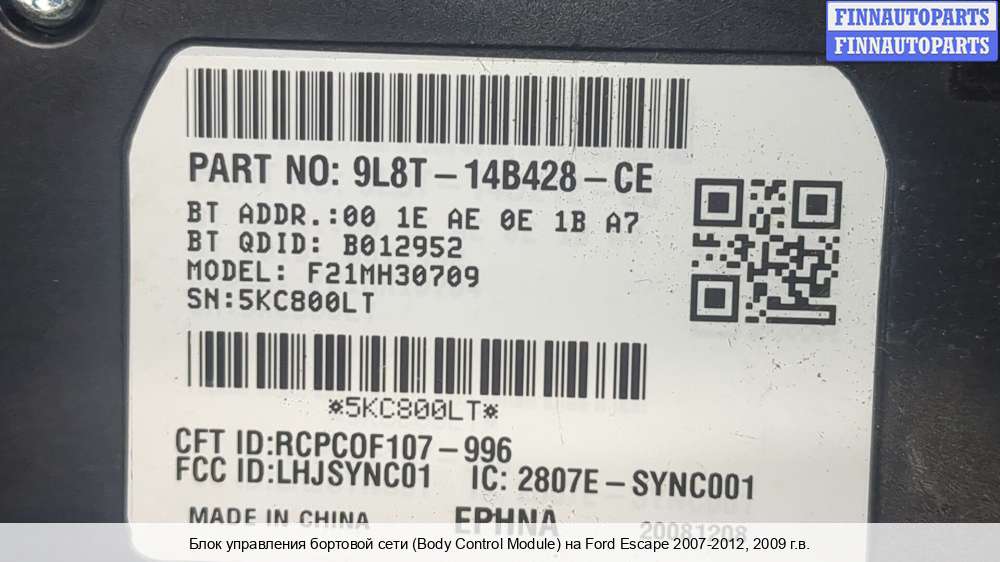 FINNAUTOPARTS
FINNAUTOPARTS
PART NO: 9L8T-14B428-CE
BT ADDR.:00 1E AE 0E 1B A7
BT QDID: B012952
MODEL: F21MH30709
SN:5KC800LT
*5KC800LT*
CFT ID:RCPCOF107-996
FCC ID:LHJSYNC01 IC: 2807E-SYNC001
MADE IN CHINA EPHNA 20081208
Блок управления бортовой сети (Body Control Module) на Ford Escape 2007-2012, 2009 г.в.